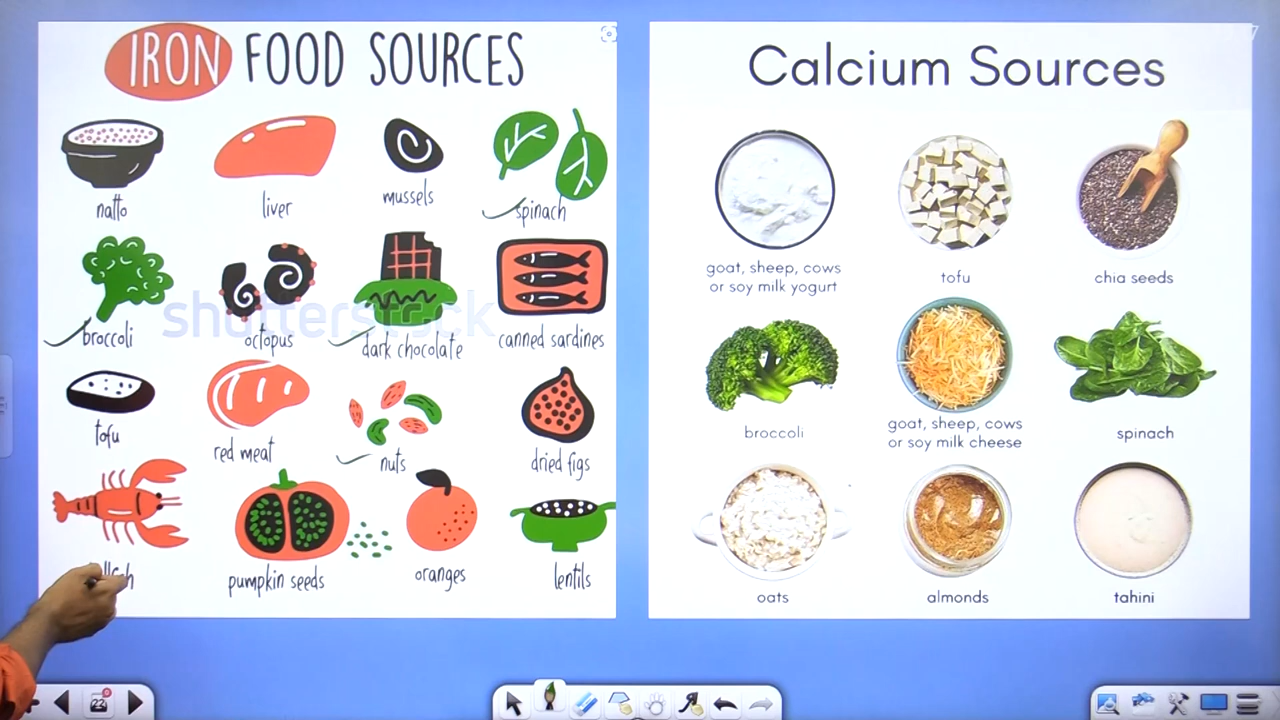 IRON FOOD SOURCES
natto
liver
mussels
spinach
broccoli
octopus
dark chocolate
canned sardines
tofu
red meat
nuts
dried figs
pumpkin seeds
oranges
lentils
shutterstock
Calcium Sources
goat, sheep, cows
or soy milk yogurt
tofu
chia seeds
broccoli
goat, sheep, cows
or soy milk cheese
spinach
oats
almonds
tahini
22